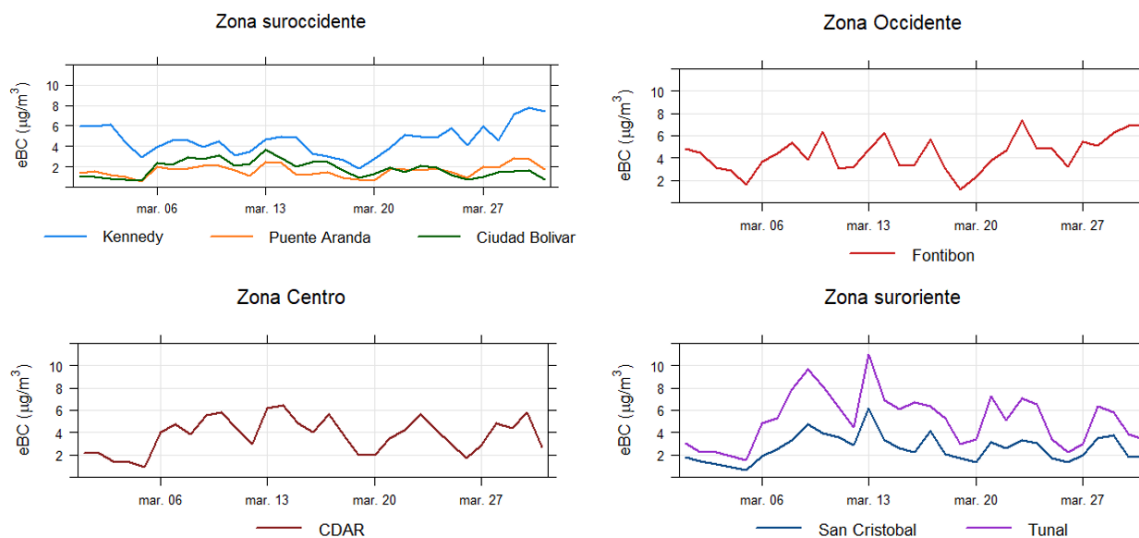 Zona suroccidente
eBC (µg/m³)
10
8
6
4
2
mar. 06 mar. 13 mar. 20 mar. 27
Kennedy Puente Aranda Ciudad Bolivar
Zona Occidente
eBC (µg/m³)
10
8
6
4
2
mar. 06 mar. 13 mar. 20 mar. 27
Fontibon
Zona Centro
eBC (µg/m³)
10
8
6
4
2
mar. 06 mar. 13 mar. 20 mar. 27
CDAR
Zona suroriente
eBC (µg/m³)
10
8
6
4
2
mar. 06 mar. 13 mar. 20 mar. 27
San Cristobal Tunal